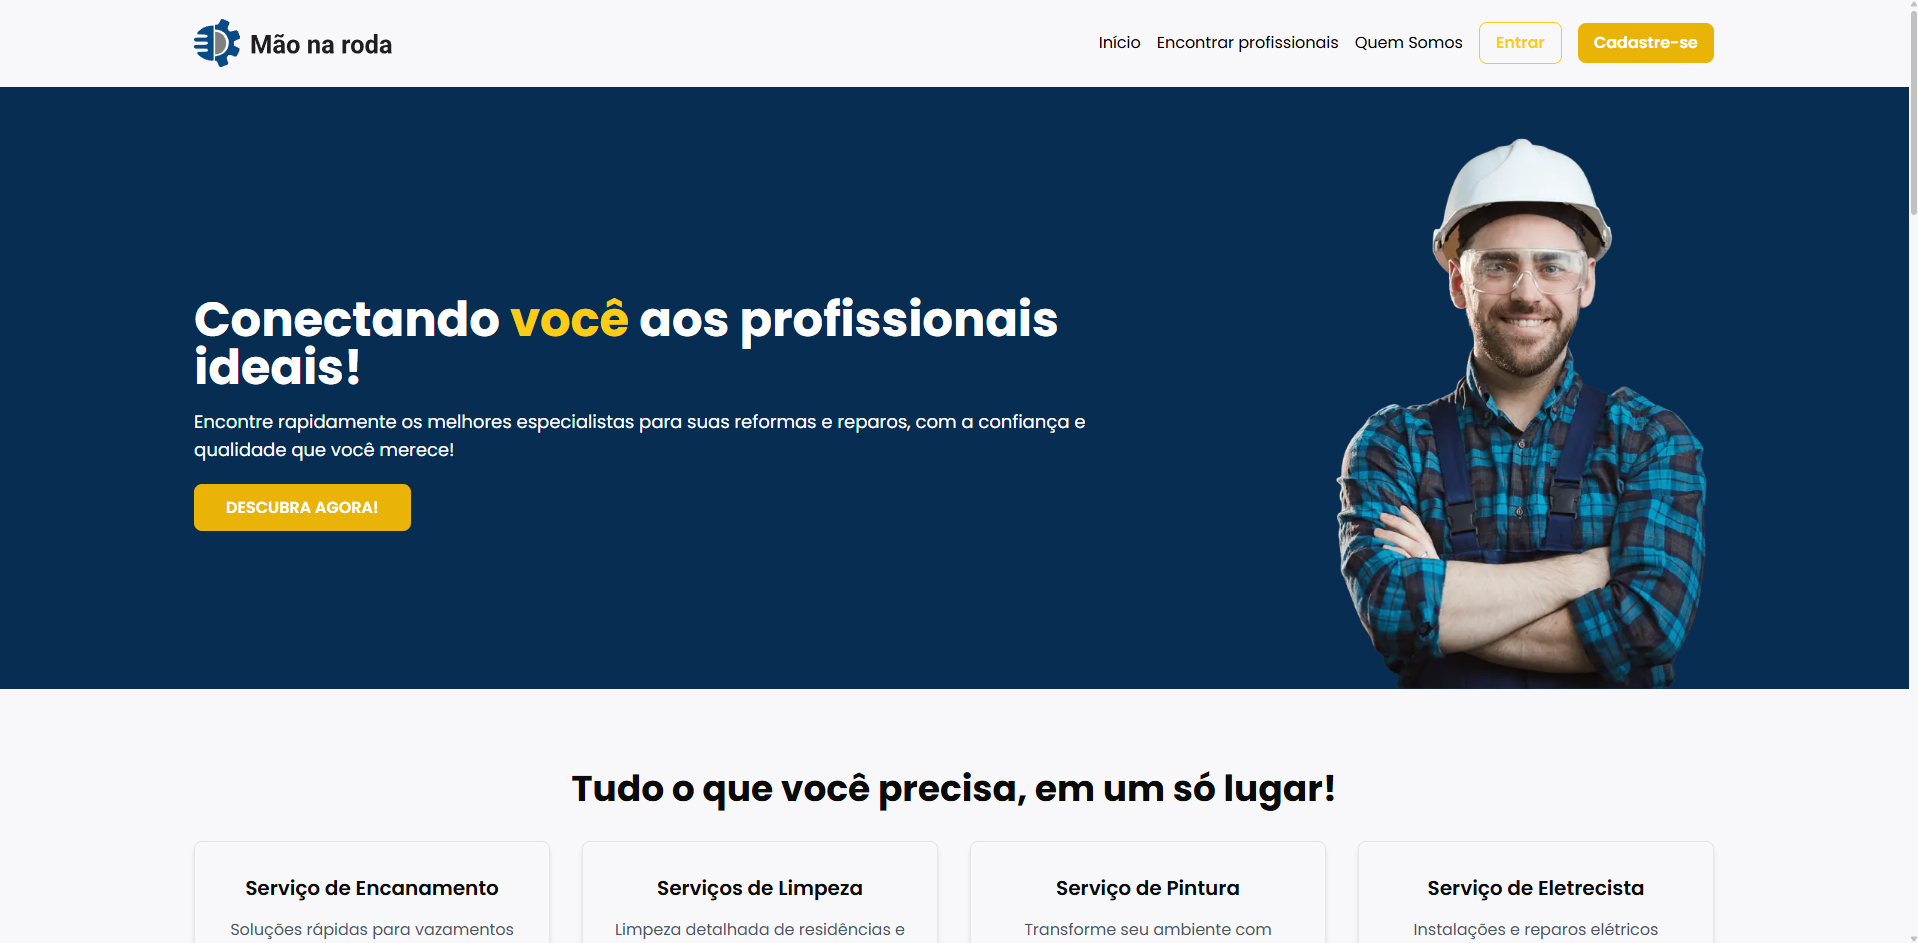 Mão na roda
Início
Encontrar profissionais
Quem Somos
Entrar
Cadastre-se
Conectando você aos profissionais
ideais!
Encontre rapidamente os melhores especialistas para suas reformas e reparos, com a confiança e
qualidade que você merece!
DESCUBRA AGORA!
Tudo o que você precisa, em um só lugar!
Serviço de Encanamento
Soluções rápidas para vazamentos
Serviços de Limpeza
Limpeza detalhada de residências e
Serviço de Pintura
Transforme seu ambiente com
Serviço de Eletrecista
Instalações e reparos elétricos